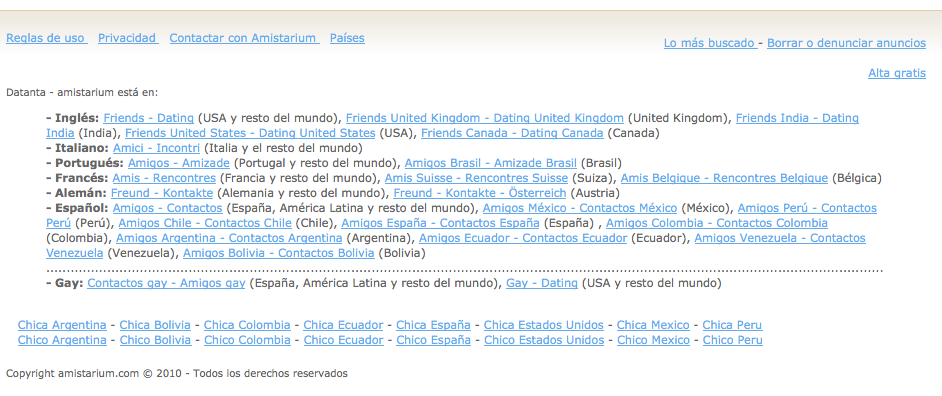 Reglas de uso Privacidad Contactar con Amistarium Países
Lo más buscado - Borrar o denunciar anuncios
Alta gratis
Datanta - amistarium está en:
- Inglés: Friends - Dating (USA y resto del mundo), Friends United Kingdom - Dating United Kingdom (United Kingdom), Friends India - Dating
India (India), Friends United States - Dating United States (USA), Friends Canada - Dating Canada (Canada)
- Italiano: Amici - Incontri (Italia y el resto del mundo)
- Portugués: Amigos - Amizade (Portugal y resto del mundo), Amigos Brasil - Amizade Brasil (Brasil)
- Francés: Amis - Rencontres (Francia y resto del mundo), Amis Suisse - Rencontres Suisse (Suiza), Amis Belgique - Rencontres Belgique (Bélgica)
- Alemán: Freund - Kontakte (Alemania y resto del mundo), Freund - Kontakte - Österreich (Austria)
- Español: Amigos - Contactos (España, América Latina y resto del mundo), Amigos México - Contactos México (México), Amigos Perú - Contactos
Perú (Perú), Amigos Chile - Contactos Chile (Chile), Amigos España - Contactos España (España) , Amigos Colombia - Contactos Colombia
(Colombia), Amigos Argentina - Contactos Argentina (Argentina), Amigos Ecuador - Contactos Ecuador (Ecuador), Amigos Venezuela - Contactos
Venezuela (Venezuela), Amigos Bolivia - Contactos Bolivia (Bolivia)
- Gay: Contactos gay - Amigos gay (España, América Latina y resto del mundo), Gay - Dating (USA y resto del mundo)
Chica Argentina - Chica Bolivia - Chica Colombia - Chica Ecuador - Chica España - Chica Estados Unidos - Chica Mexico - Chica Peru
Chico Argentina - Chico Bolivia - Chico Colombia - Chico Ecuador - Chico España - Chico Estados Unidos - Chico Mexico - Chico Peru
Copyright amistarium.com © 2010 - Todos los derechos reservados